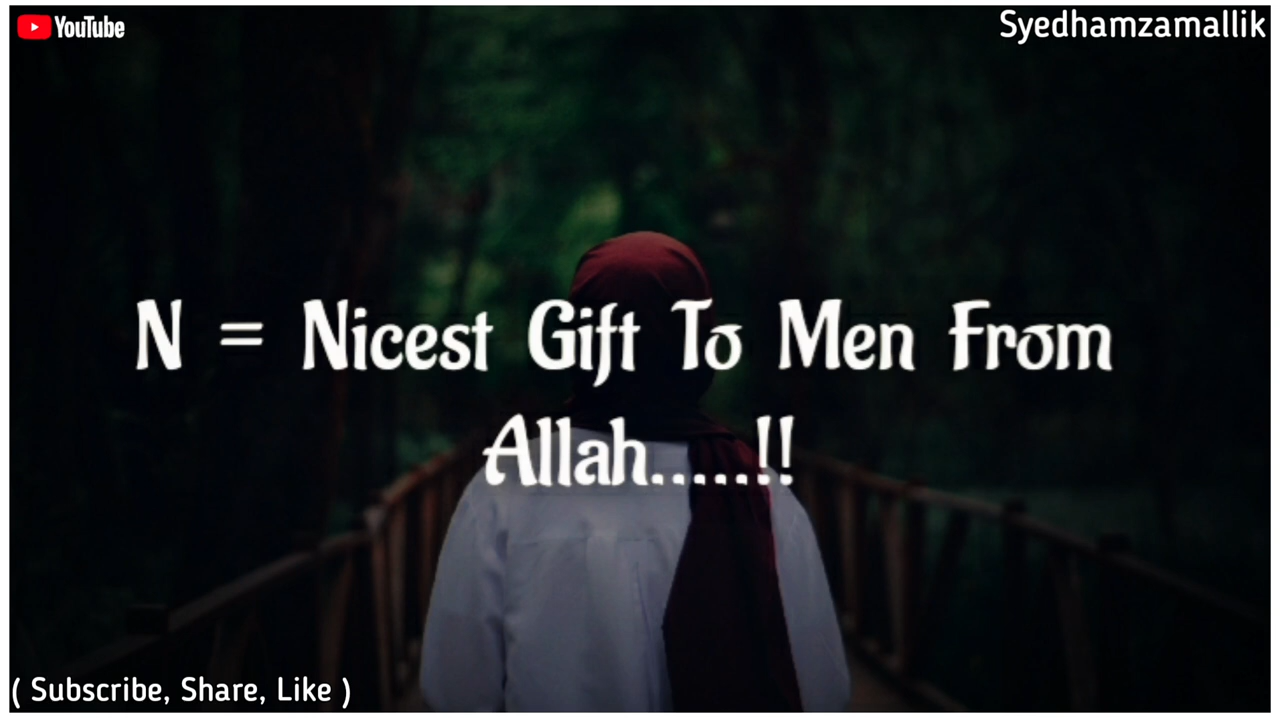 YouTube
Syedhamzamallik
N = Nicest Gift To Men From
Allah.....!!
( Subscribe, Share, Like )